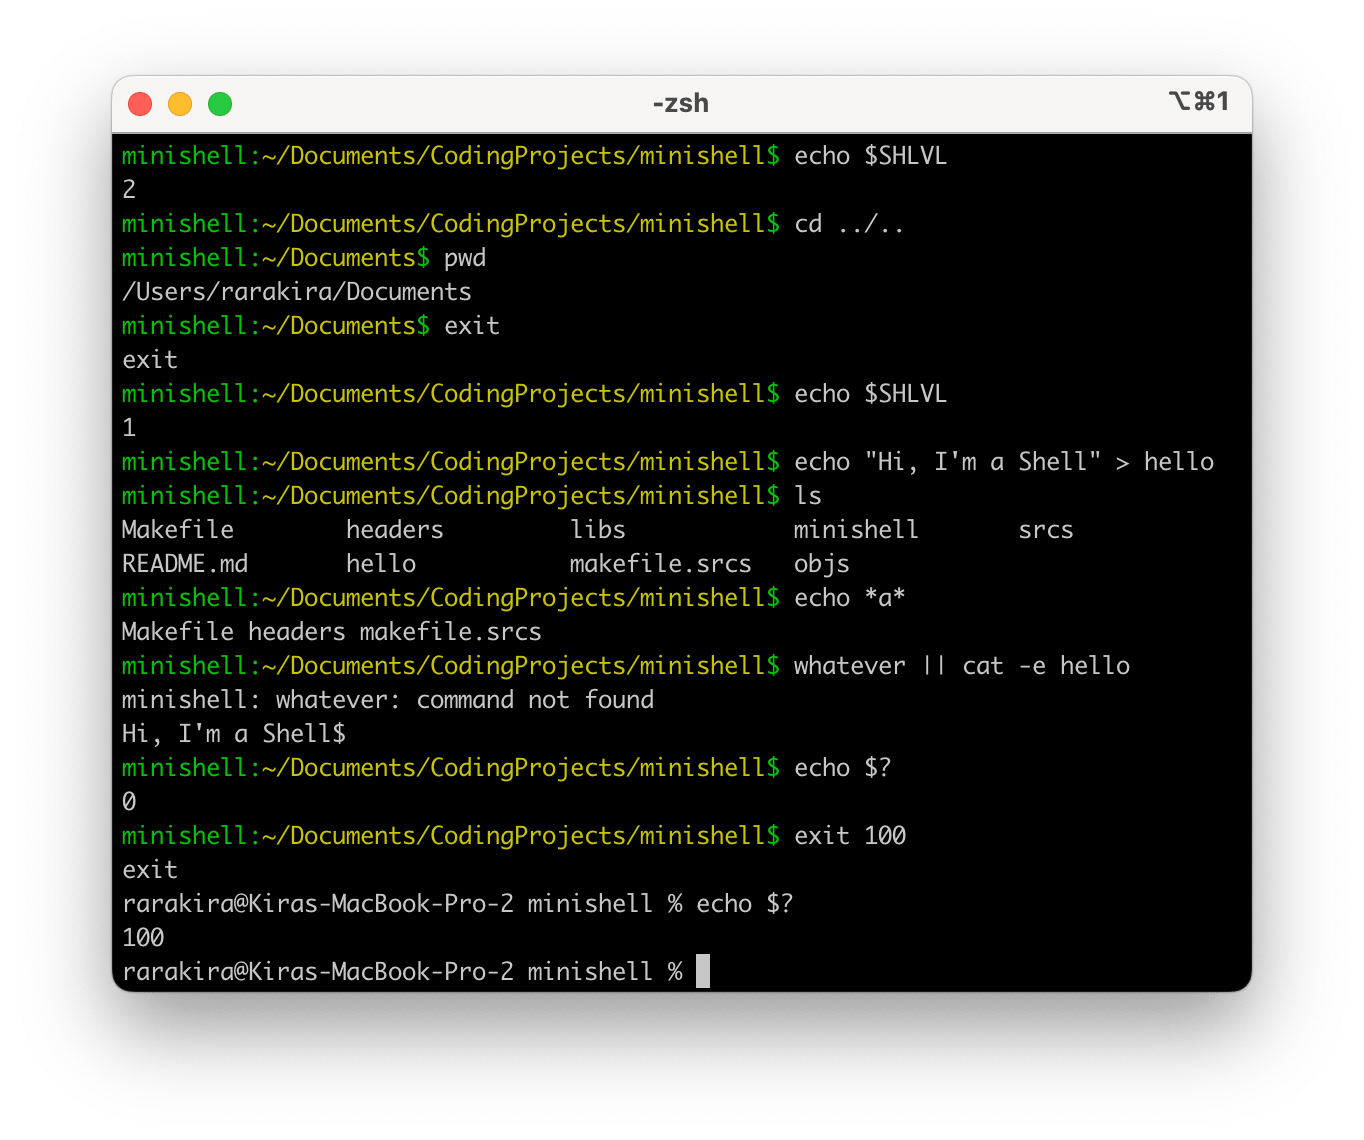 -zsh ⌥⌘1
minishell:~/Documents/CodingProjects/minishell$ echo $SHLVL
2
minishell:~/Documents/CodingProjects/minishell$ cd ../..
minishell:~/Documents$ pwd
/Users/rarakira/Documents
minishell:~/Documents$ exit
exit
minishell:~/Documents/CodingProjects/minishell$ echo $SHLVL
1
minishell:~/Documents/CodingProjects/minishell$ echo "Hi, I'm a Shell" > hello
minishell:~/Documents/CodingProjects/minishell$ ls
Makefile        headers         libs            minishell       srcs
README.md       hello           makefile.srcs   objs
minishell:~/Documents/CodingProjects/minishell$ echo *a*
Makefile headers makefile.srcs
minishell:~/Documents/CodingProjects/minishell$ whatever || cat -e hello
minishell: whatever: command not found
Hi, I'm a Shell$
minishell:~/Documents/CodingProjects/minishell$ echo $?
0
minishell:~/Documents/CodingProjects/minishell$ exit 100
exit
rarakira@Kiras-MacBook-Pro-2 minishell % echo $?
100
rarakira@Kiras-MacBook-Pro-2 minishell %